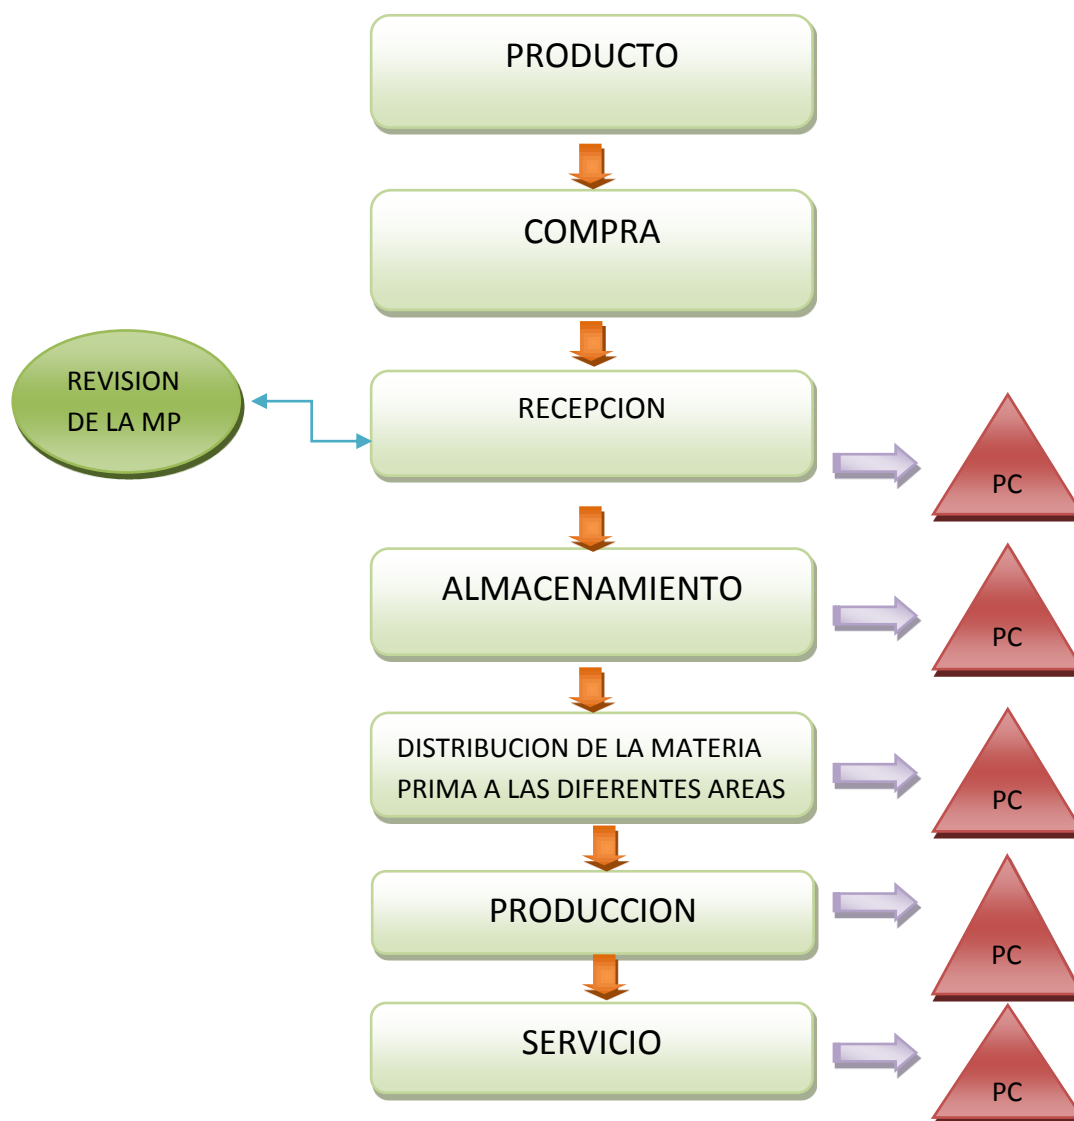 PRODUCTO
COMPRA
REVISION
DE LA MP
RECEPCION
PC
ALMACENAMIENTO
PC
DISTRIBUCION DE LA MATERIA
PRIMA A LAS DIFERENTES AREAS
PC
PRODUCCION
PC
SERVICIO
PC